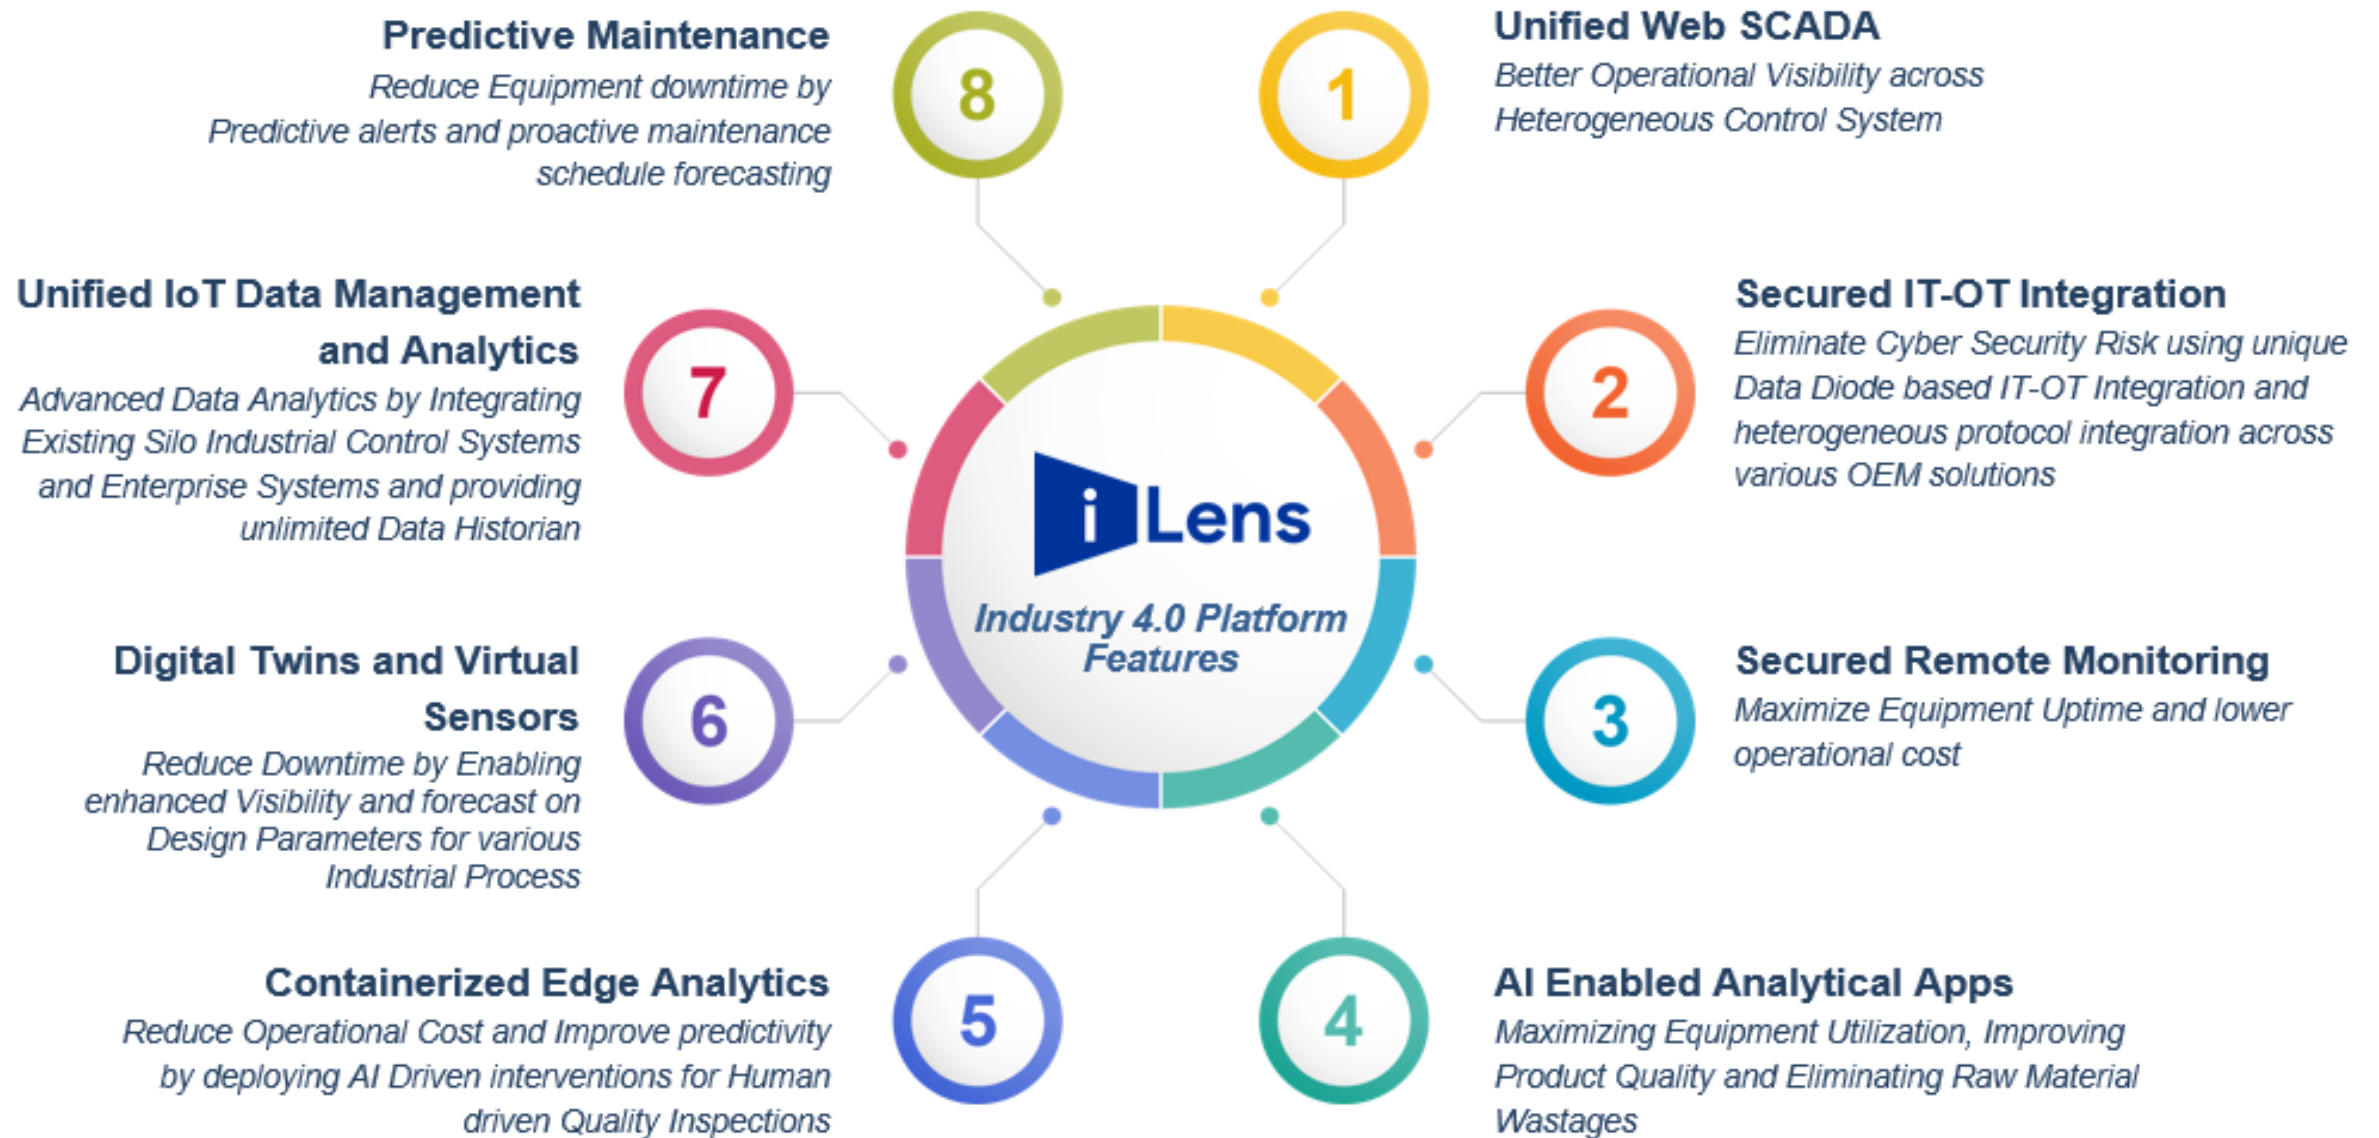 Predictive Maintenance
Reduce Equipment downtime by
Predictive alerts and proactive maintenance
schedule forecasting
8
1
Unified Web SCADA
Better Operational Visibility across
Heterogeneous Control System
Unified IoT Data Management
and Analytics
Advanced Data Analytics by Integrating
Existing Silo Industrial Control Systems
and Enterprise Systems and providing
unlimited Data Historian
7
2
Secured IT-OT Integration
Eliminate Cyber Security Risk using unique
Data Diode based IT-OT Integration and
heterogeneous protocol integration across
various OEM solutions
i Lens
Industry 4.0 Platform
Features
Digital Twins and Virtual
Sensors
Reduce Downtime by Enabling
enhanced Visibility and forecast on
Design Parameters for various
Industrial Process
6
3
Secured Remote Monitoring
Maximize Equipment Uptime and lower
operational cost
Containerized Edge Analytics
Reduce Operational Cost and Improve predictivity
by deploying AI Driven interventions for Human
driven Quality Inspections
5
4
AI Enabled Analytical Apps
Maximizing Equipment Utilization, Improving
Product Quality and Eliminating Raw Material
Wastages